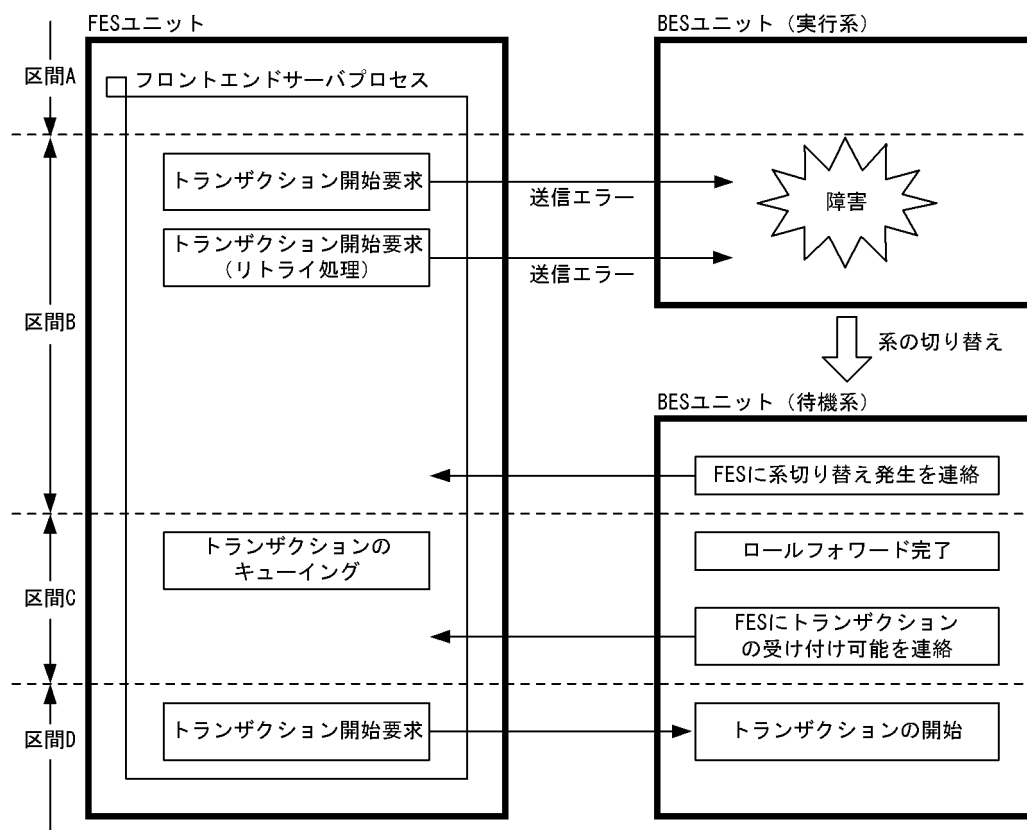 FESユニット
BESユニット（実行系）
区間A
フロントエンドサーバプロセス
トランザクション開始要求
送信エラー
障害
トランザクション開始要求
（リトライ処理）
送信エラー
区間B
系の切り替え
BESユニット（待機系）
FESに系切り替え発生を連絡
トランザクションの
キューイング
ロールフォワード完了
区間C
FESにトランザクション
の受け付け可能を連絡
区間D
トランザクション開始要求
トランザクションの開始